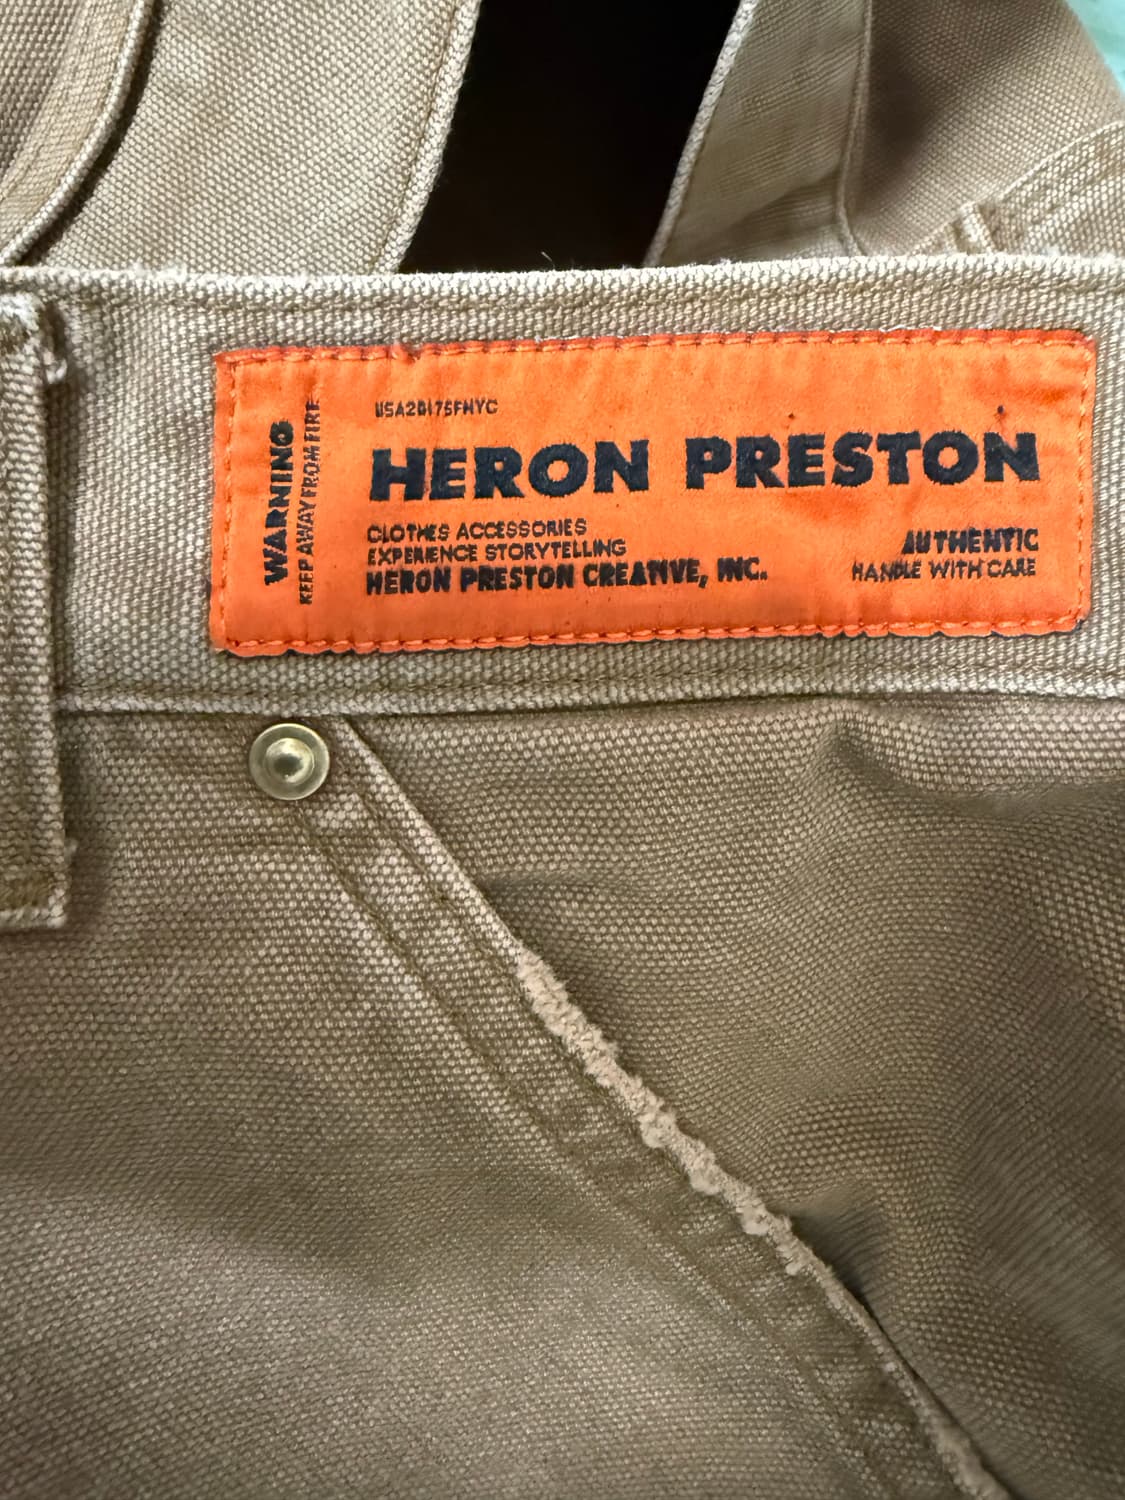 WARNING
KEEP AWAY FROM FIRE
USA2017SFNYC
HERON PRESTON
CLOTHES ACCESSORIES
EXPERIENCE STORYTELLING
HERON PRESTON CREATIVE, INC.
AUTHENTIC
HANDLE WITH CARE